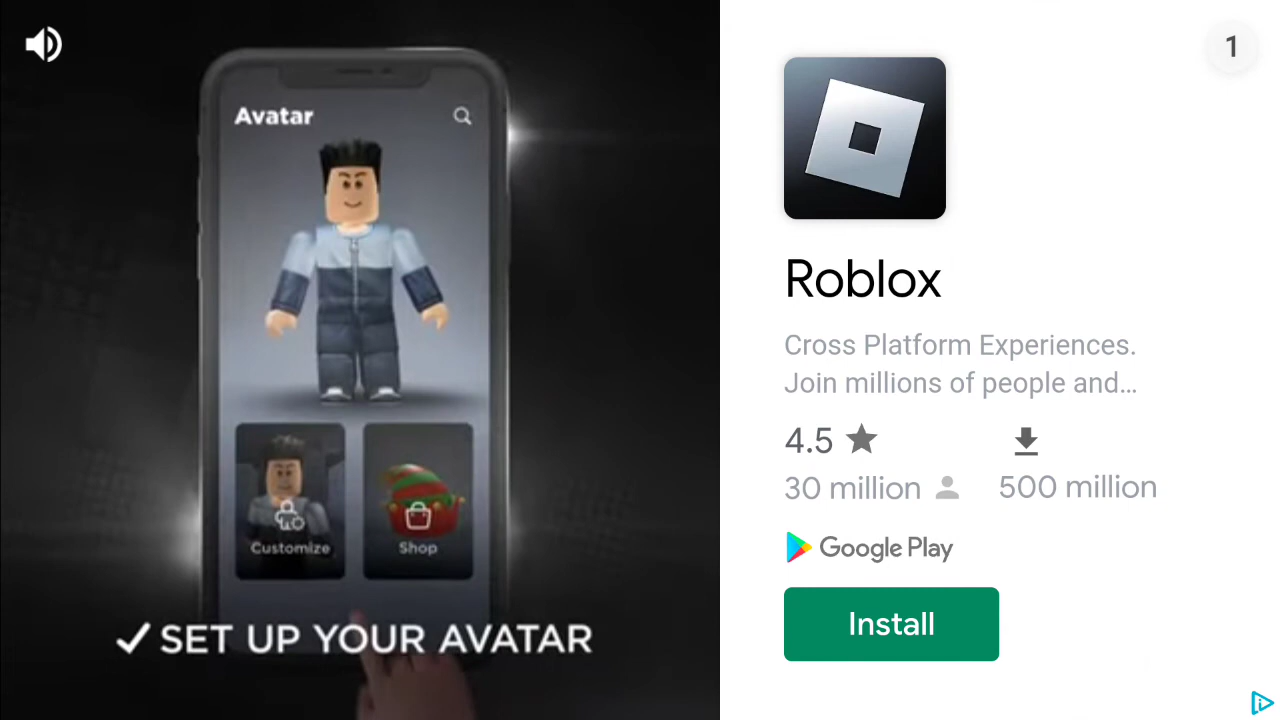 Avatar
Customize
Shop
SET UP YOUR AVATAR
1
Roblox
Cross Platform Experiences.
Join millions of people and...
4.5
30 million
500 million
Google Play
Install